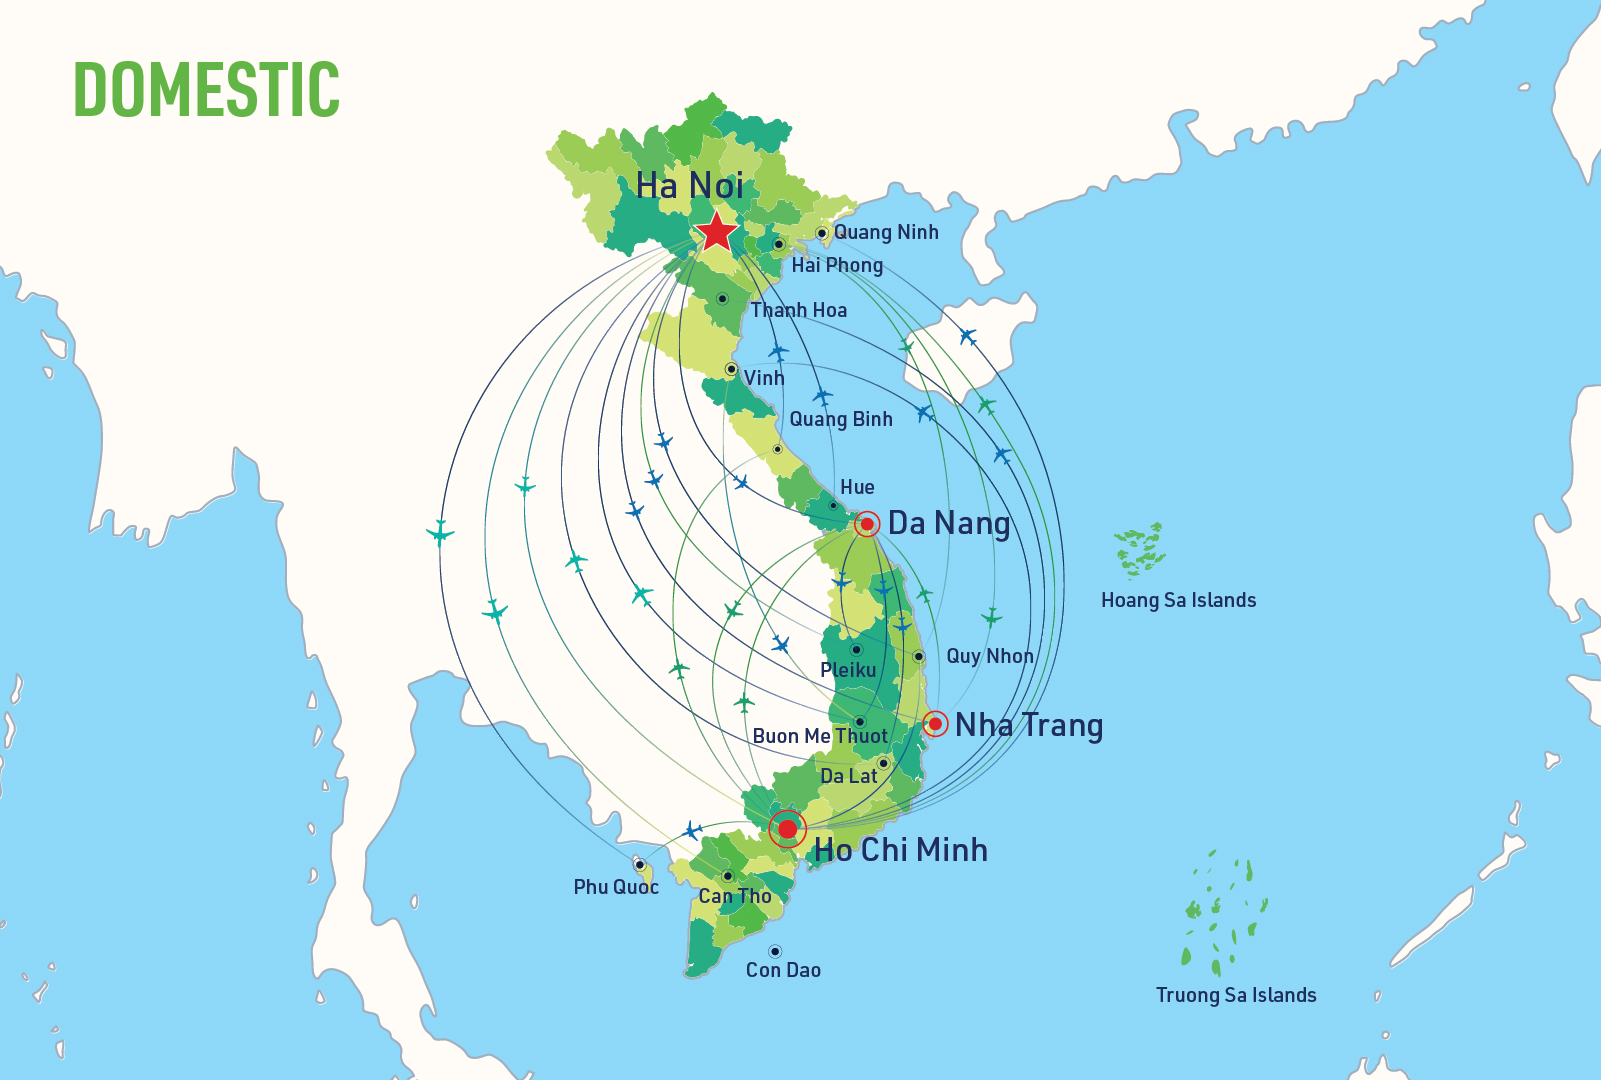 DOMESTIC
Ha Noi
Quang Ninh
Hai Phong
Thanh Hoa
Vinh
Quang Binh
Hue
Da Nang
Hoang Sa Islands
Quy Nhon
Pleiku
Nha Trang
Buon Me Thuot
Da Lat
Ho Chi Minh
Phu Quoc
Can Tho
Con Dao
Truong Sa Islands